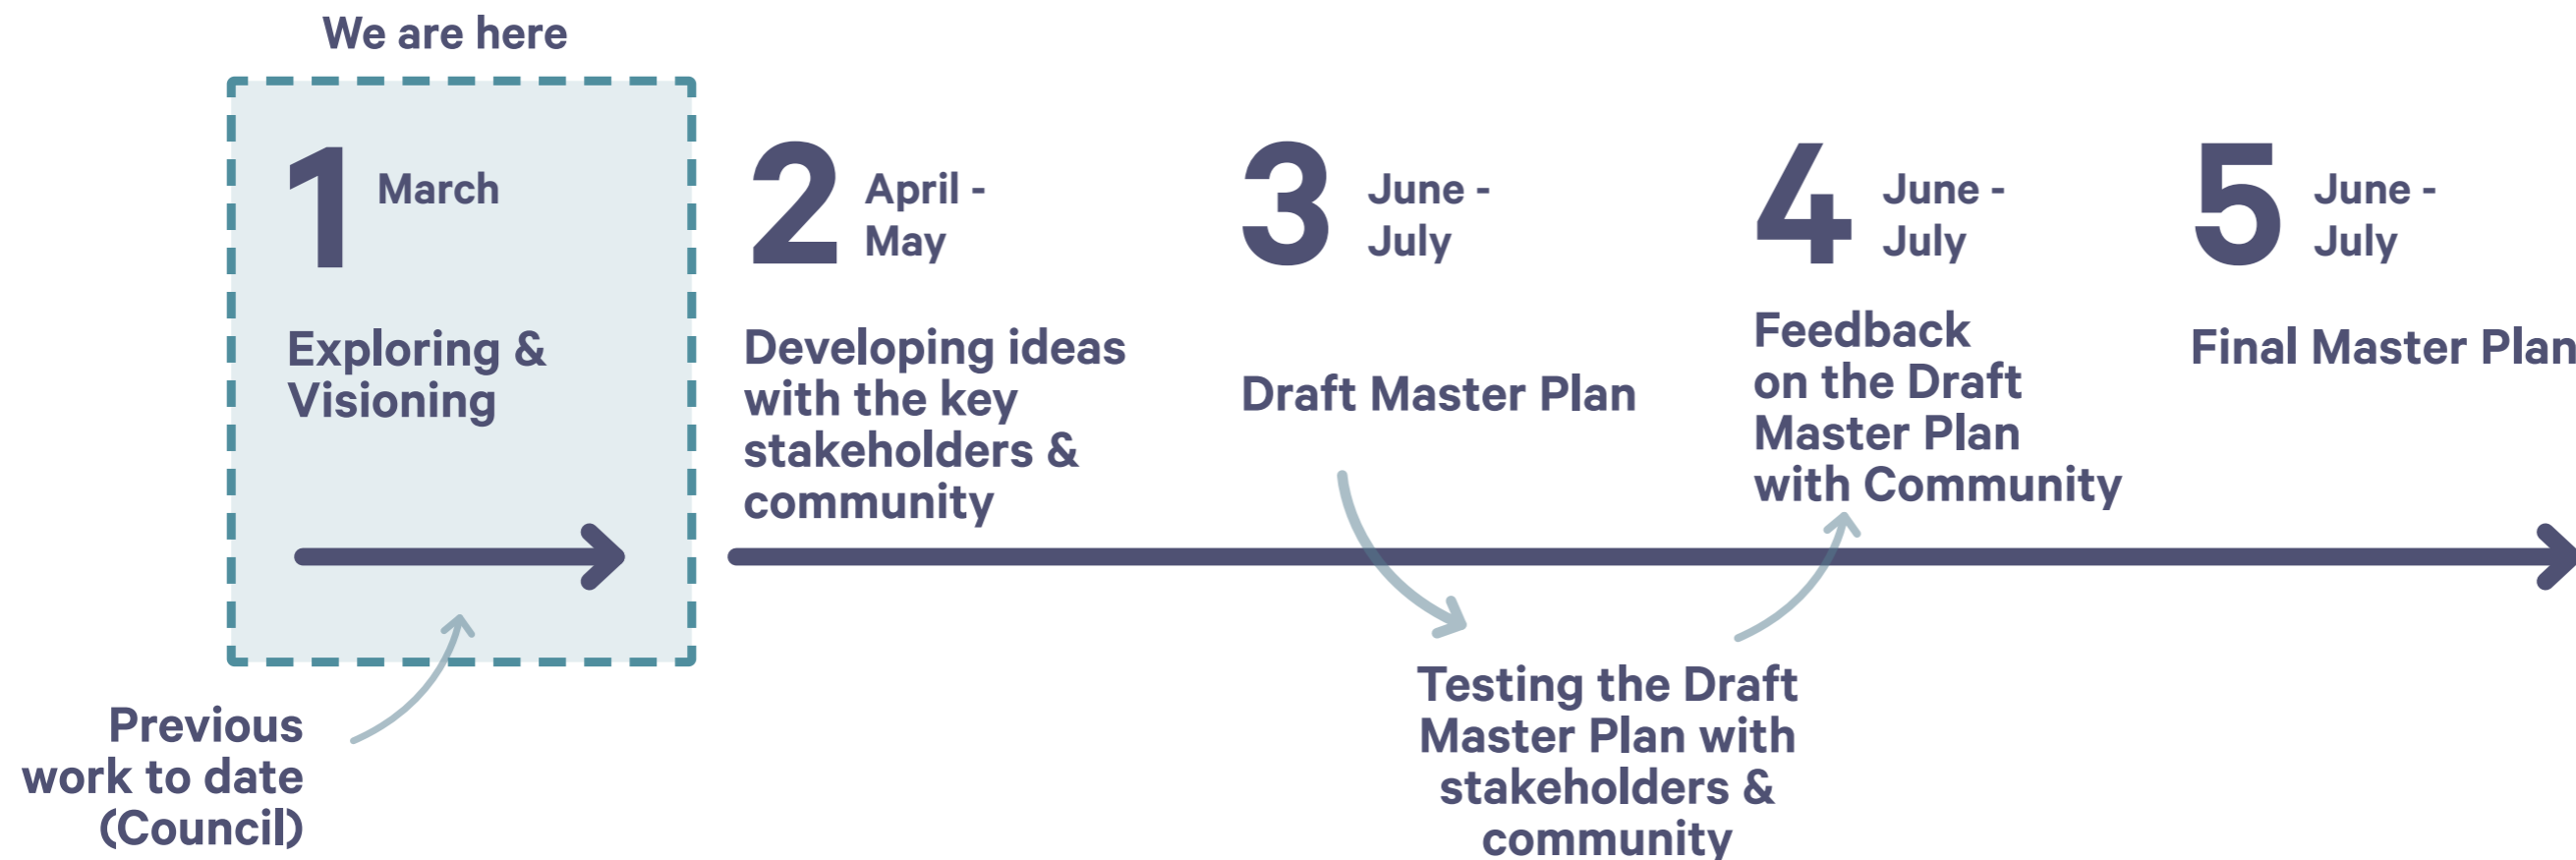 We are here
1
March
Exploring &
Visioning
Previous
work to date
(Council)
2
April -
May
Developing ideas
with the key
stakeholders &
community
3
June -
July
Draft Master Plan
Testing the Draft
Master Plan with
stakeholders &
community
4
June -
July
Feedback
on the Draft
Master Plan
with Community
5
June -
July
Final Master Plan